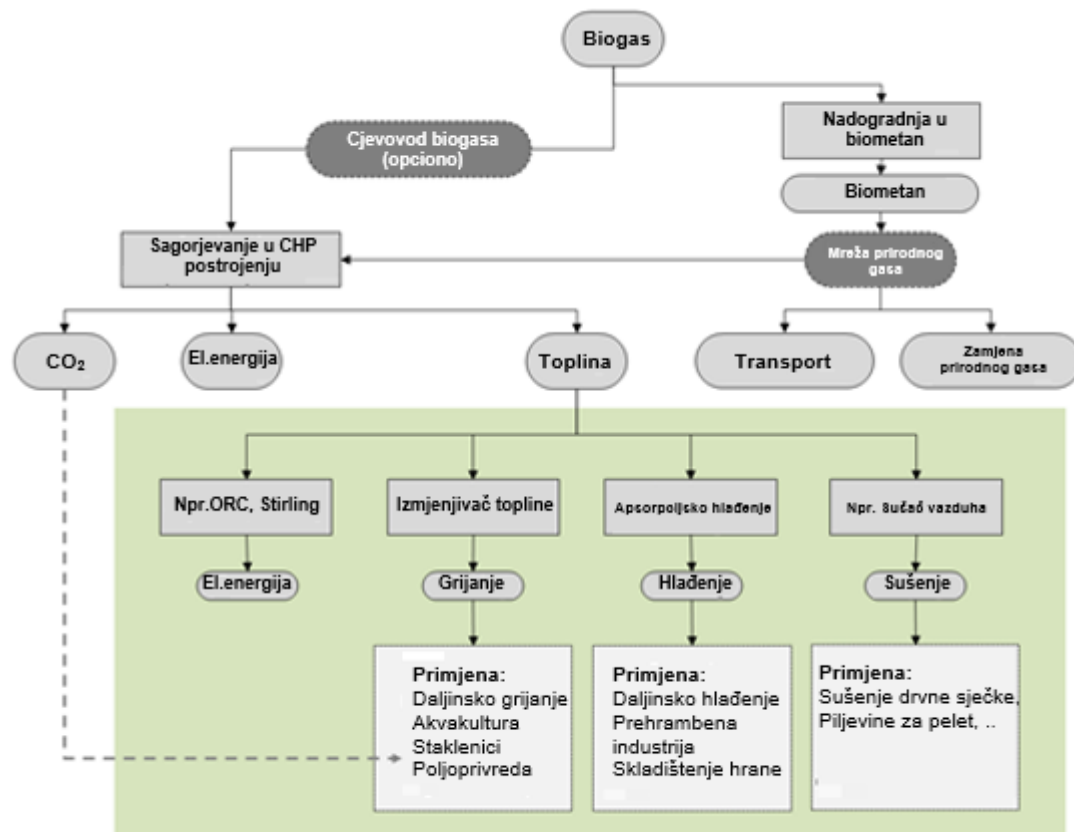 Biogas
Cjevovod biogasa
(opciono)
Nadogradnja u
biometan
Biometan
Sagorjevanje u CHP
postrojenju
Mreža prirodnog
gasa
CO₂
El.energija
Toplina
Transport
Zamjena
prirodnog gasa
Npr.ORC, Stirling
Izmjenjivač topline
Apsorpoljsko hlađenje
Npr. Sušač vazduha
El.energija
Grijanje
Hlađenje
Sušenje
Primjena:
Daljinsko grijanje
Akvakultura
Staklenici
Poljoprivreda
Primjena:
Daljinsko hlađenje
Prehrambena
industrija
Skladištenje hrane
Primjena:
Sušenje drvne sječke,
Piljevine za pelet, ..